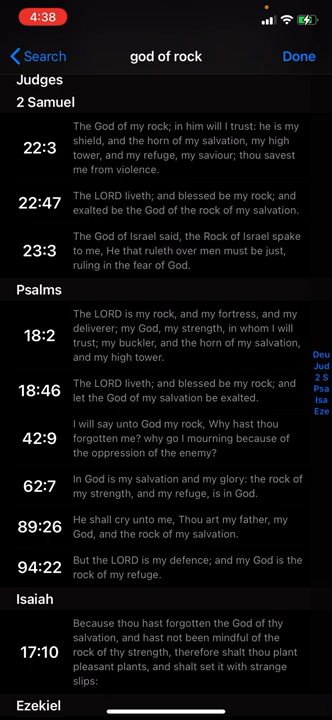 4:38
Search
god of rock
Done
Judges
2 Samuel
22:3
The God of my rock; in him will I trust: he is my
shield, and the horn of my salvation, my high
tower, and my refuge, my saviour; thou savest
me from violence.
22:47
The LORD liveth; and blessed be my rock; and
exalted be the God of the rock of my salvation.
23:3
The God of Israel said, the Rock of Israel spake
to me, He that ruleth over men must be just,
ruling in the fear of God.
Psalms
18:2
The LORD is my rock, and my fortress, and my
deliverer; my God, my strength, in whom I will
trust; my buckler, and the horn of my salvation,
and my high tower.
18:46
The LORD liveth; and blessed be my rock; and
let the God of my salvation be exalted.
42:9
I will say unto God my rock, Why hast thou
forgotten me? why go I mourning because of
the oppression of the enemy?
62:7
In God is my salvation and my glory: the rock of
my strength, and my refuge, is in God.
89:26
He shall cry unto me, Thou art my father, my
God, and the rock of my salvation.
94:22
But the LORD is my defence; and my God is the
rock of my refuge.
Isaiah
17:10
Because thou hast forgotten the God of thy
salvation, and hast not been mindful of the
rock of thy strength, therefore shalt thou plant
pleasant plants, and shalt set it with strange
slips:
Ezekiel
Deu
Jud
2 S
Psa
Isa
Eze